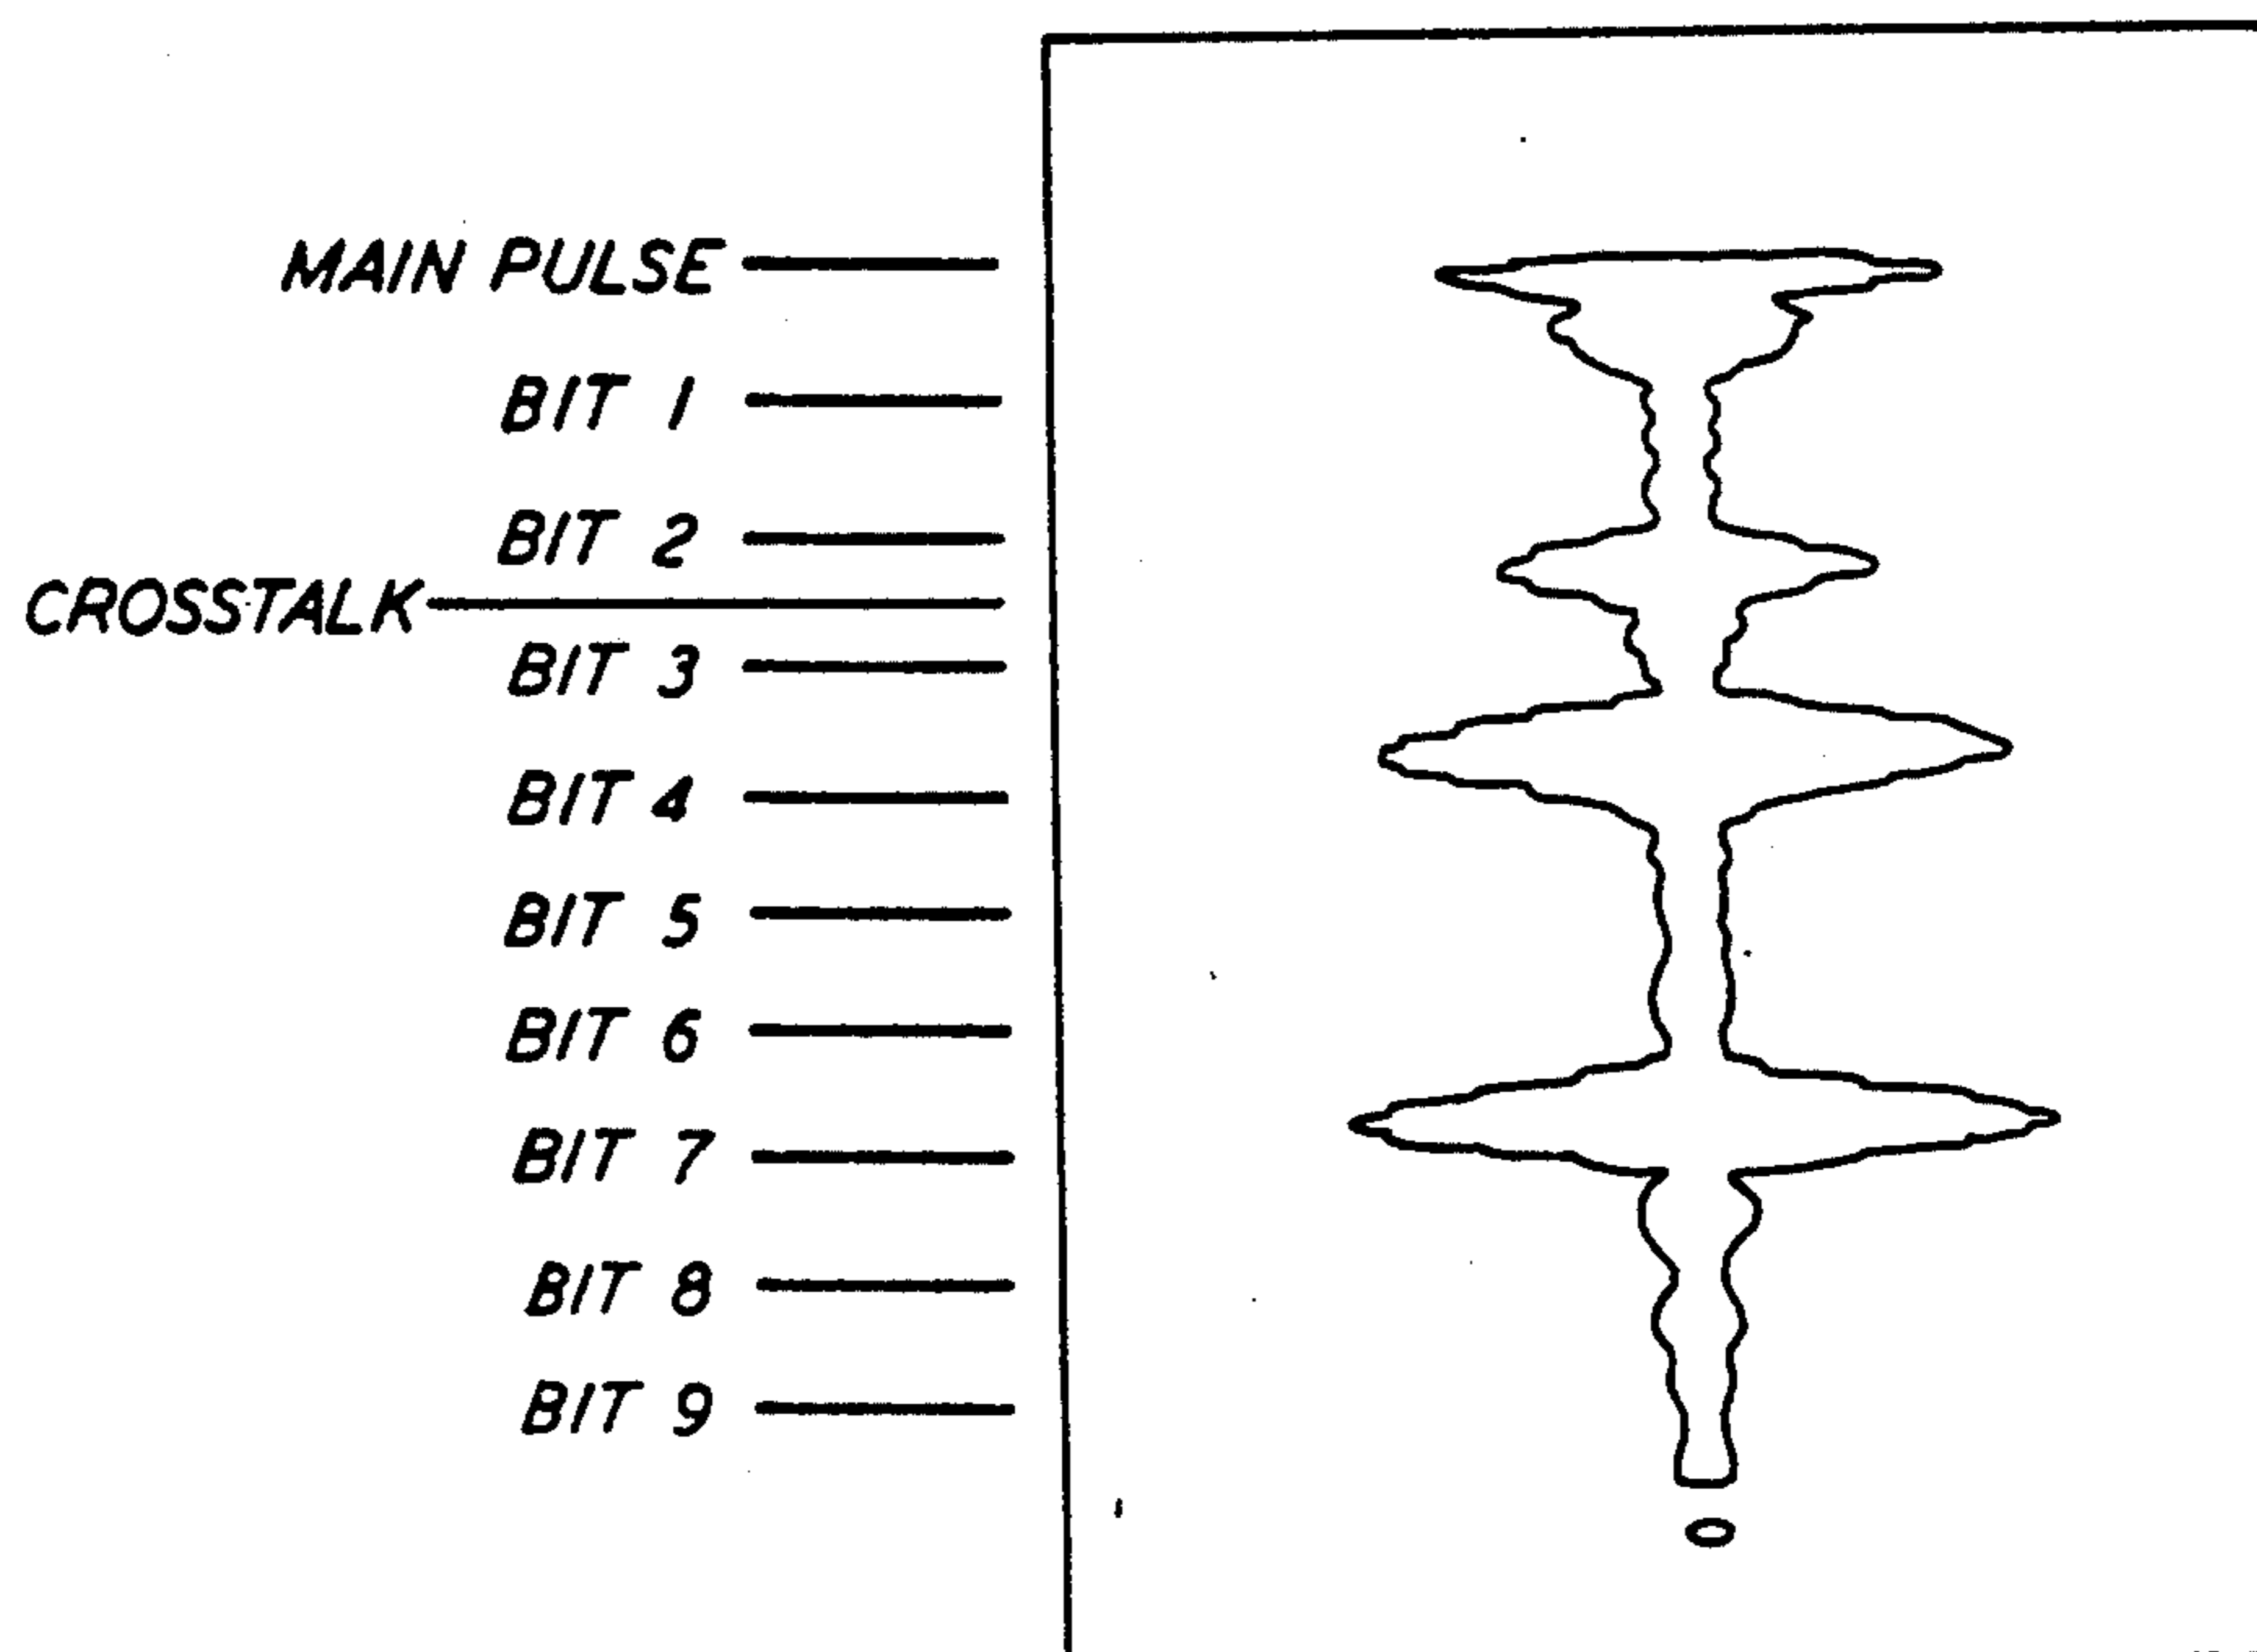 MAIN PULSE
BIT 1
BIT 2
CROSSTALK
BIT 3
BIT 4
BIT 5
BIT 6
BIT 7
BIT 8
BIT 9